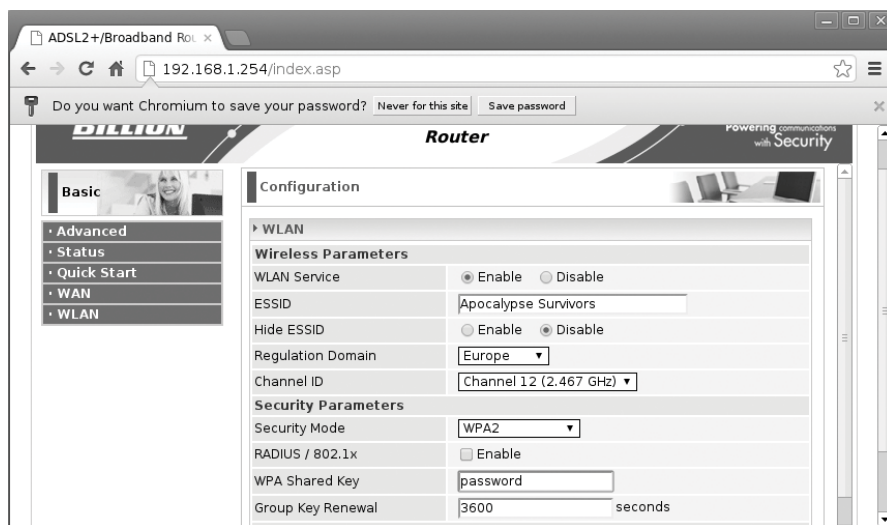 ADSL2+/Broadband Rou
192.168.1.254/index.asp
Do you want Chromium to save your password? Never for this site Save password
BILLION
Router
Powering communications
with Security
Basic
Configuration
· Advanced
· Status
· Quick Start
· WAN
· WLAN
WLAN
Wireless Parameters
WLAN Service Enable Disable
ESSID Apocalypse Survivors
Hide ESSID Enable Disable
Regulation Domain Europe
Channel ID Channel 12 (2.467 GHz)
Security Parameters
Security Mode WPA2
RADIUS / 802.1x Enable
WPA Shared Key password
Group Key Renewal 3600 seconds